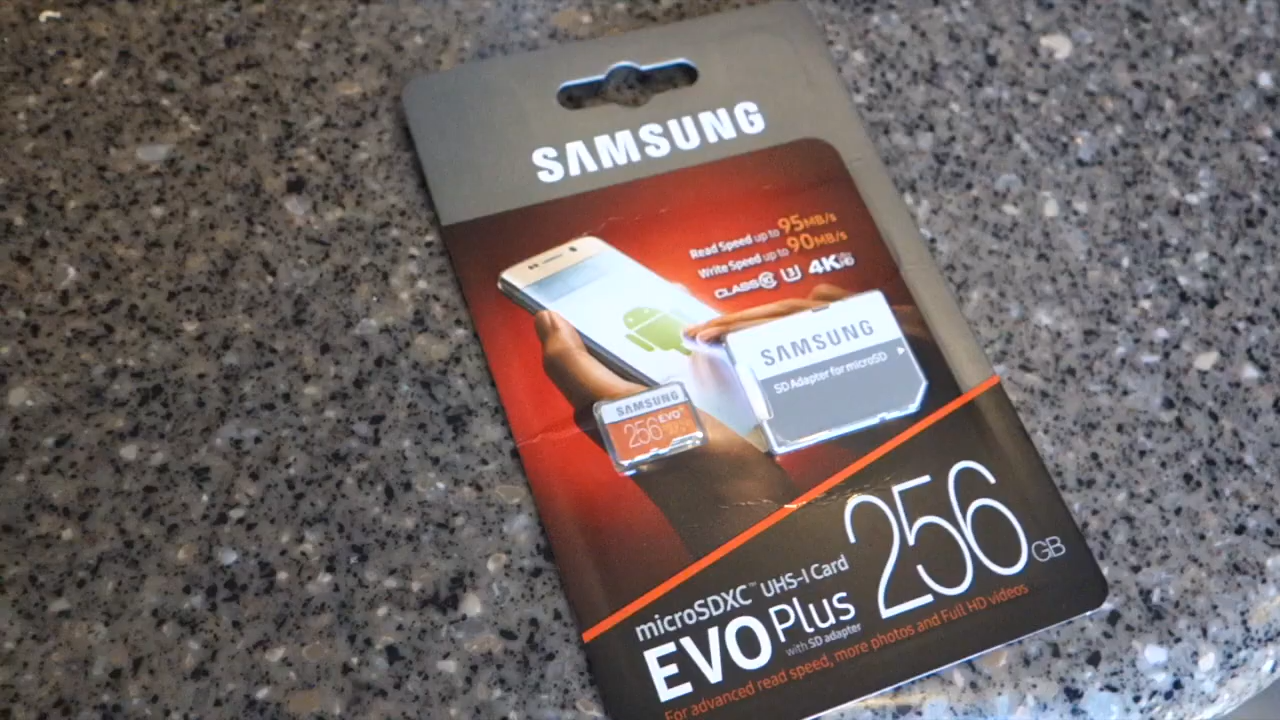 SAMSUNG
Read Speed up to 95MB/s
Write Speed up to 90MB/s
CLASS 10 U3 4K
SAMSUNG
SD Adapter for microSD
SAMSUNG
256 EVO
microSDXC™ UHS-I Card
EVO Plus 256 GB
with SD adapter
For advanced read speed, more photos and Full HD videos